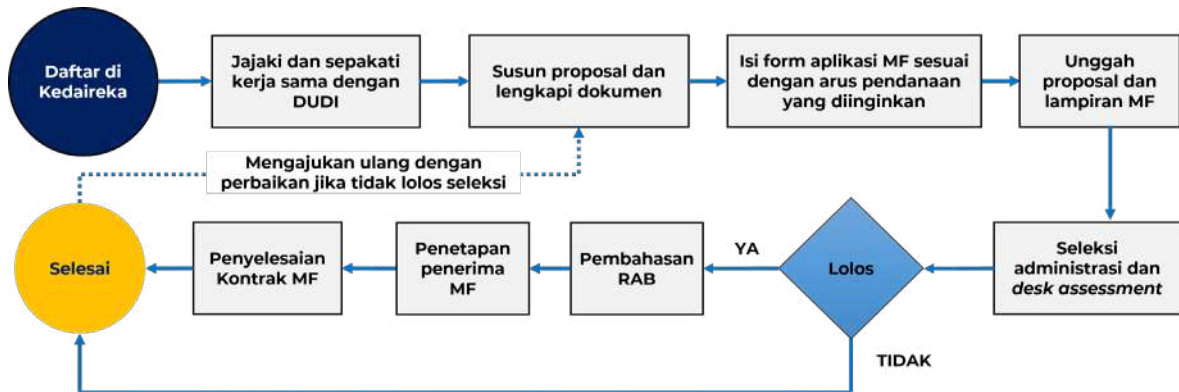 Daftar di
Kedaireka
Jajaki dan sepakati
kerja sama dengan
DUDI
Susun proposal dan
lengkapi dokumen
Isi form aplikasi MF sesuai
dengan arus pendanaan
yang diinginkan
Unggah
proposal dan
lampiran MF
Mengajukan ulang dengan
perbaikan jika tidak lolos seleksi
Seleksi
administrasi dan
desk assessment
Lolos
YA
Pembahasan
RAB
Penetapan
penerima
MF
Penyelesaian
Kontrak MF
Selesai
TIDAK